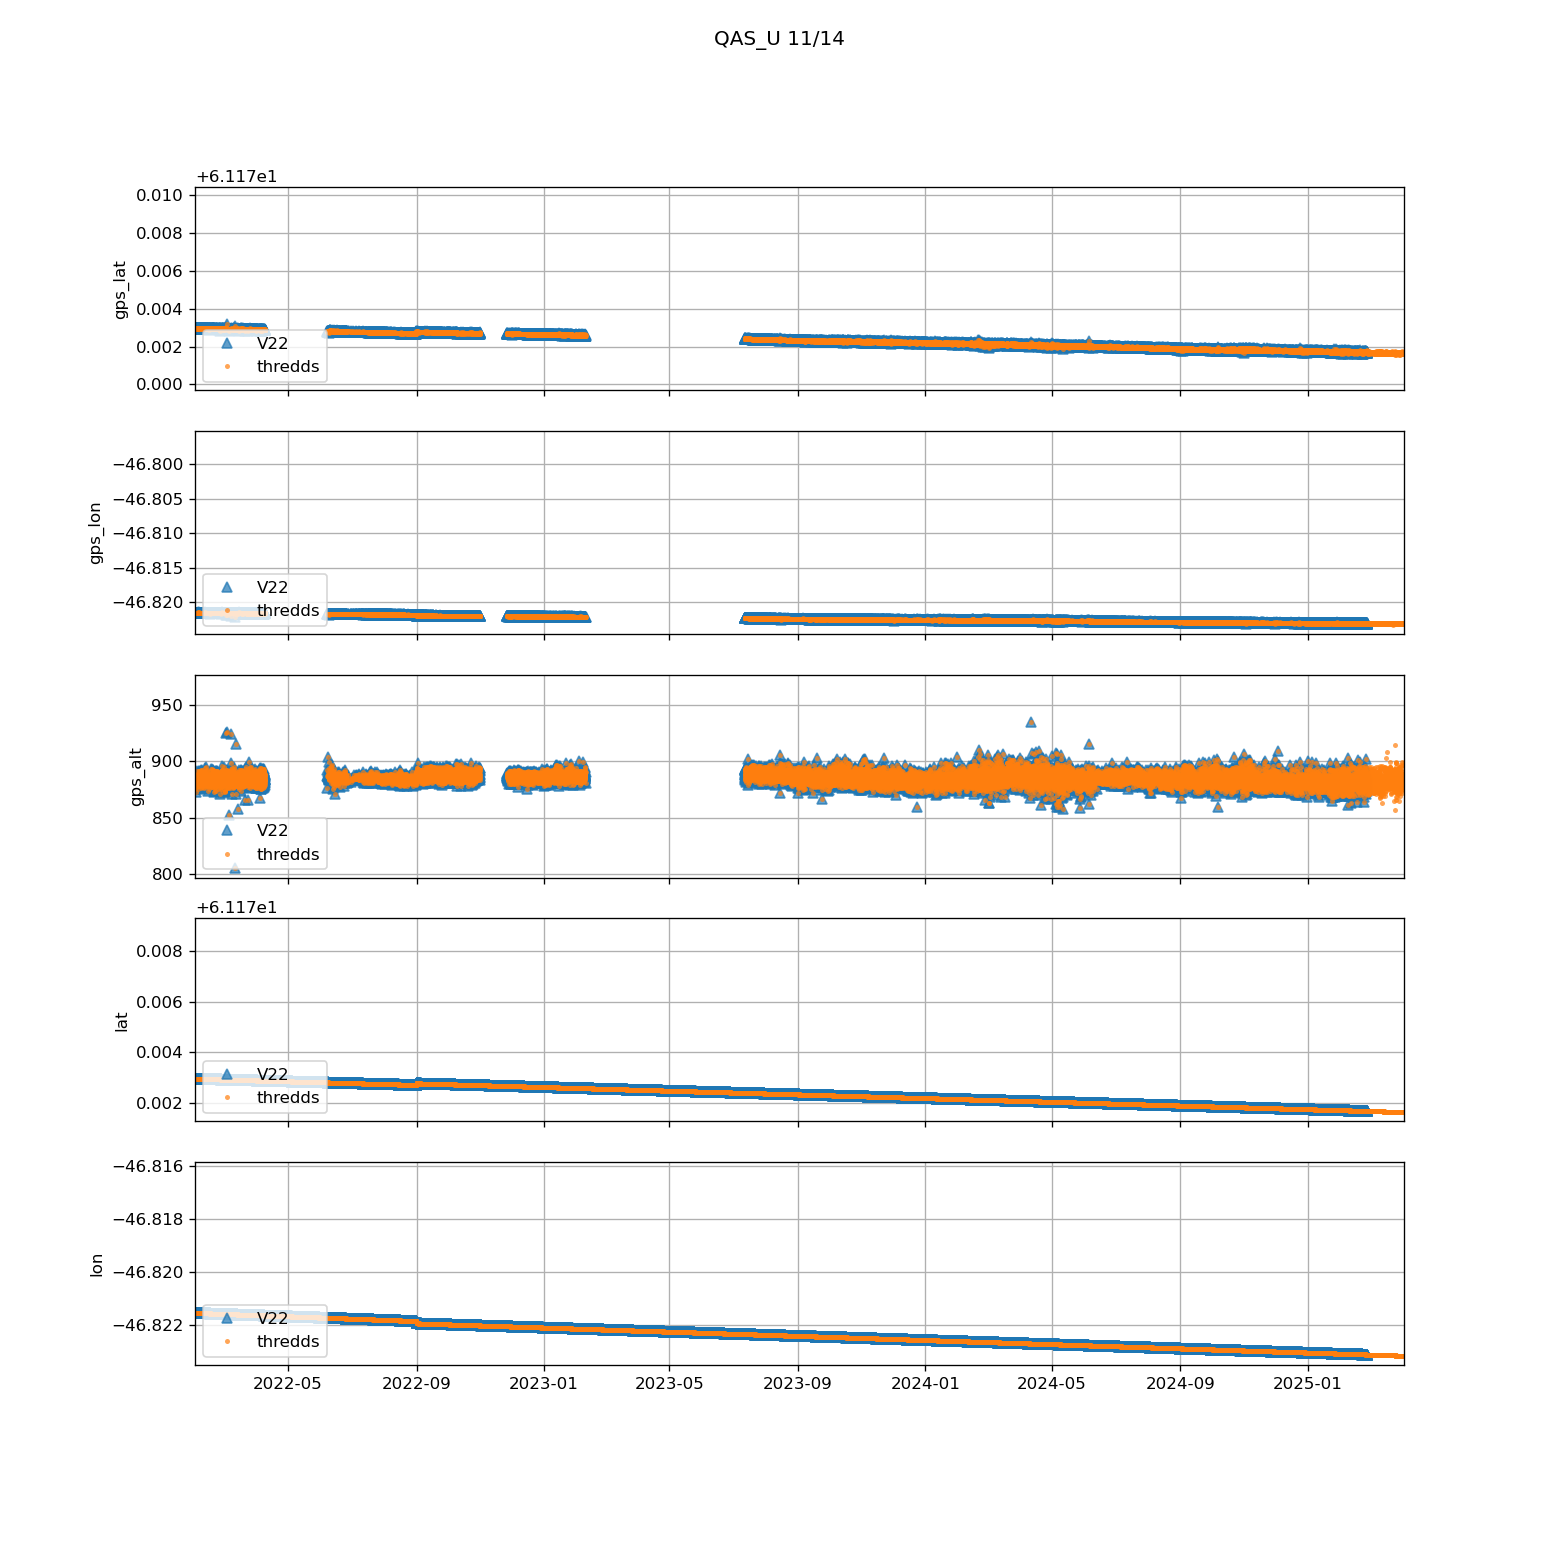 QAS_U 11/14
+6.117e1
0.010
0.008
0.006
0.004
0.002
0.000
gps_lat
V22
thredds
−46.800
−46.805
−46.810
−46.815
−46.820
gps_lon
V22
thredds
950
900
850
800
gps_alt
V22
thredds
+6.117e1
0.008
0.006
0.004
0.002
lat
V22
thredds
−46.816
−46.818
−46.820
−46.822
lon
V22
thredds
2022-05 2022-09 2023-01 2023-05 2023-09 2024-01 2024-05 2024-09 2025-01